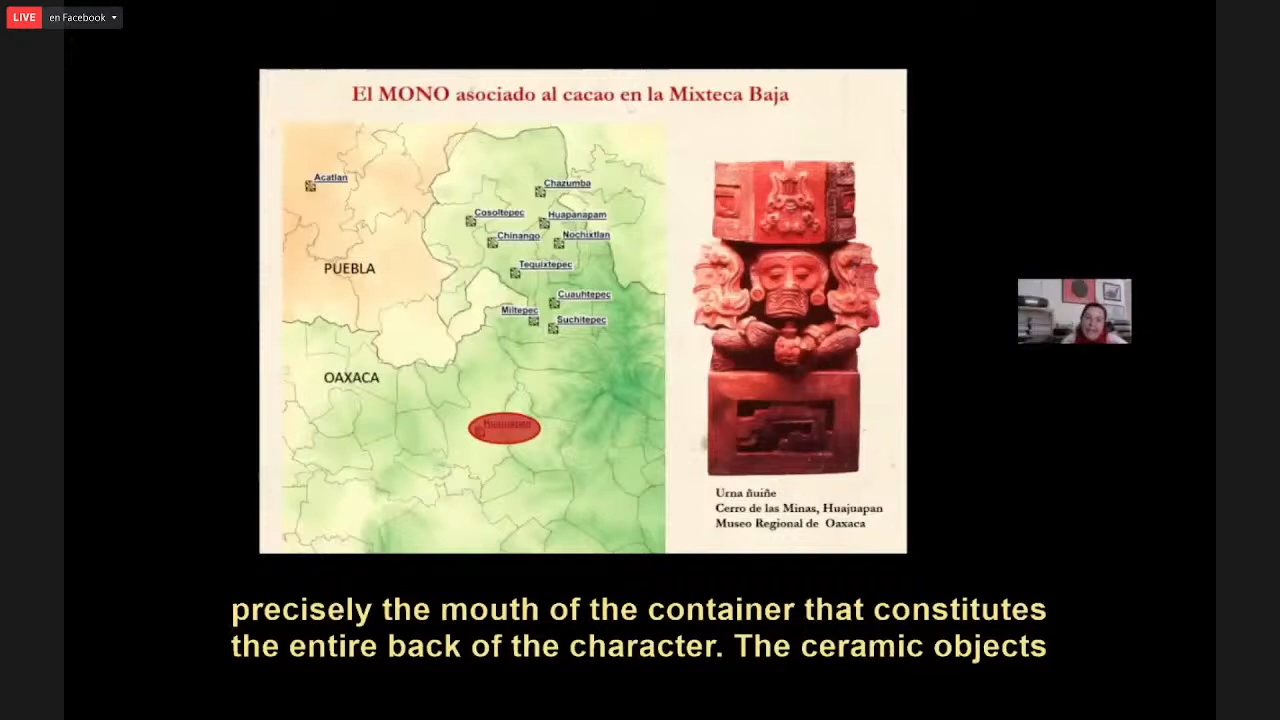 LIVE en Facebook
El MONO asociado al cacao en la Mixteca Baja
Acatlan
Chazumba
Cosoltepec
Huapanapam
Chinango
Nochixtlan
PUEBLA
Tequixtepec
Cuauhtepec
Miltepec
Suchitepec
OAXACA
Urna ñuiñe
Cerro de las Minas, Huajuapan
Museo Regional de Oaxaca
precisely the mouth of the container that constitutes
the entire back of the character. The ceramic objects